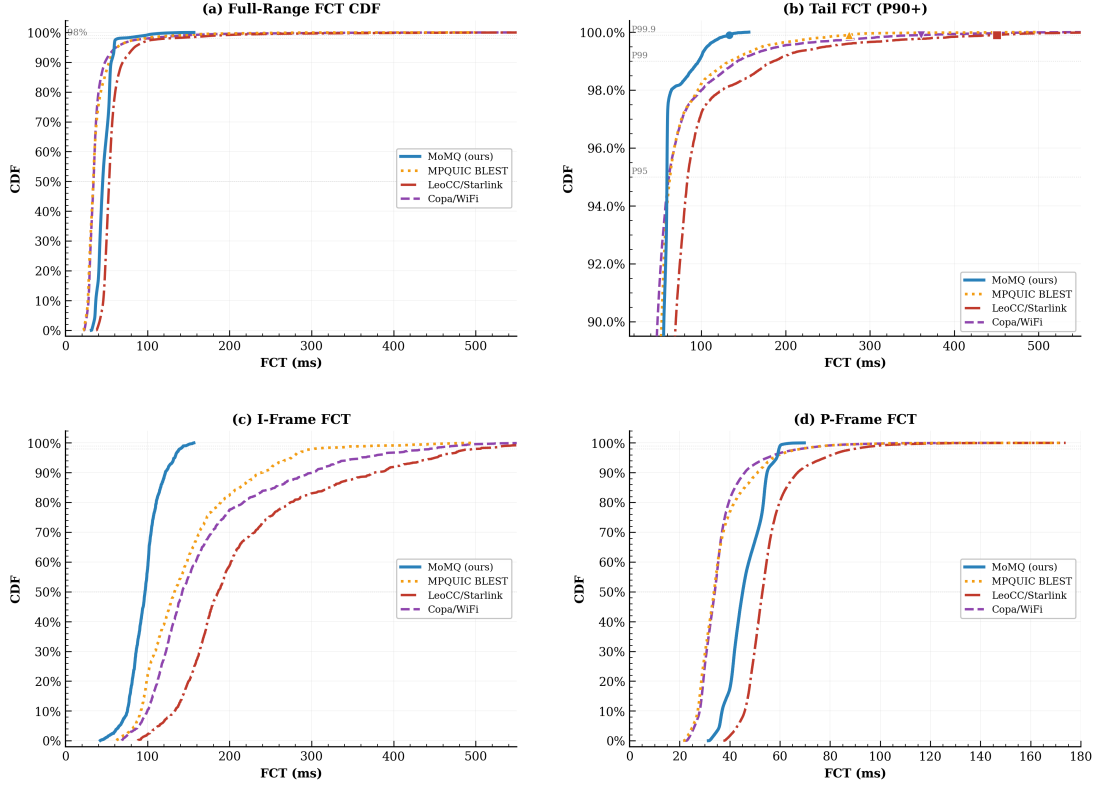 (a) Full-Range FCT CDF
100%
98%
90%
80%
70%
60%
50%
40%
30%
20%
10%
0%
CDF
MoMQ (ours)
MPQUIC BLEST
LeoCC/Starlink
Copa/WiFi
0 100 200 300 400 500
FCT (ms)
(b) Tail FCT (P90+)
100.0%
98.0%
96.0%
94.0%
92.0%
90.0%
P99.9
P99
P95
CDF
MoMQ (ours)
MPQUIC BLEST
LeoCC/Starlink
Copa/WiFi
100 200 300 400 500
FCT (ms)
(c) I-Frame FCT
100%
90%
80%
70%
60%
50%
40%
30%
20%
10%
0%
CDF
MoMQ (ours)
MPQUIC BLEST
LeoCC/Starlink
Copa/WiFi
0 100 200 300 400 500
FCT (ms)
(d) P-Frame FCT
100%
90%
80%
70%
60%
50%
40%
30%
20%
10%
0%
CDF
MoMQ (ours)
MPQUIC BLEST
LeoCC/Starlink
Copa/WiFi
0 20 40 60 80 100 120 140 160 180
FCT (ms)